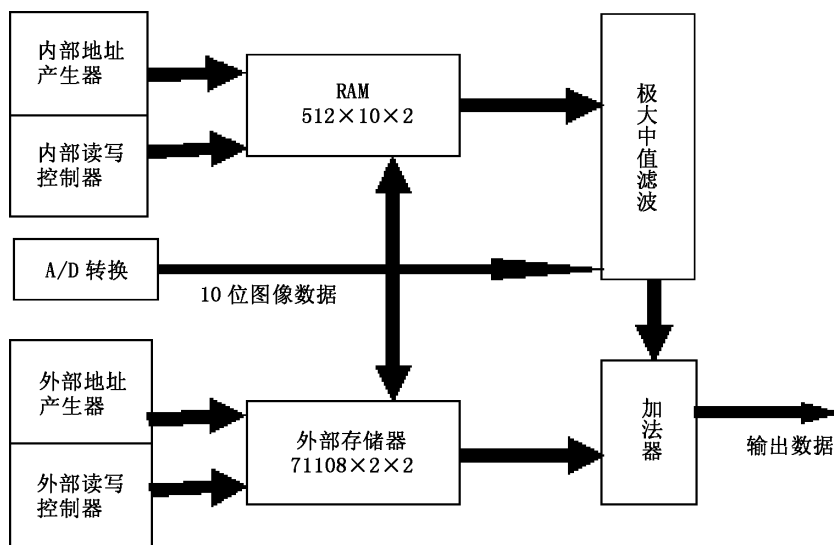 内部地址
产生器
内部读写
控制器
RAM
512×10×2
极大中值滤波
A/D 转换
10 位图像数据
外部地址
产生器
外部读写
控制器
外部存储器
71108×2×2
加法器
输出数据